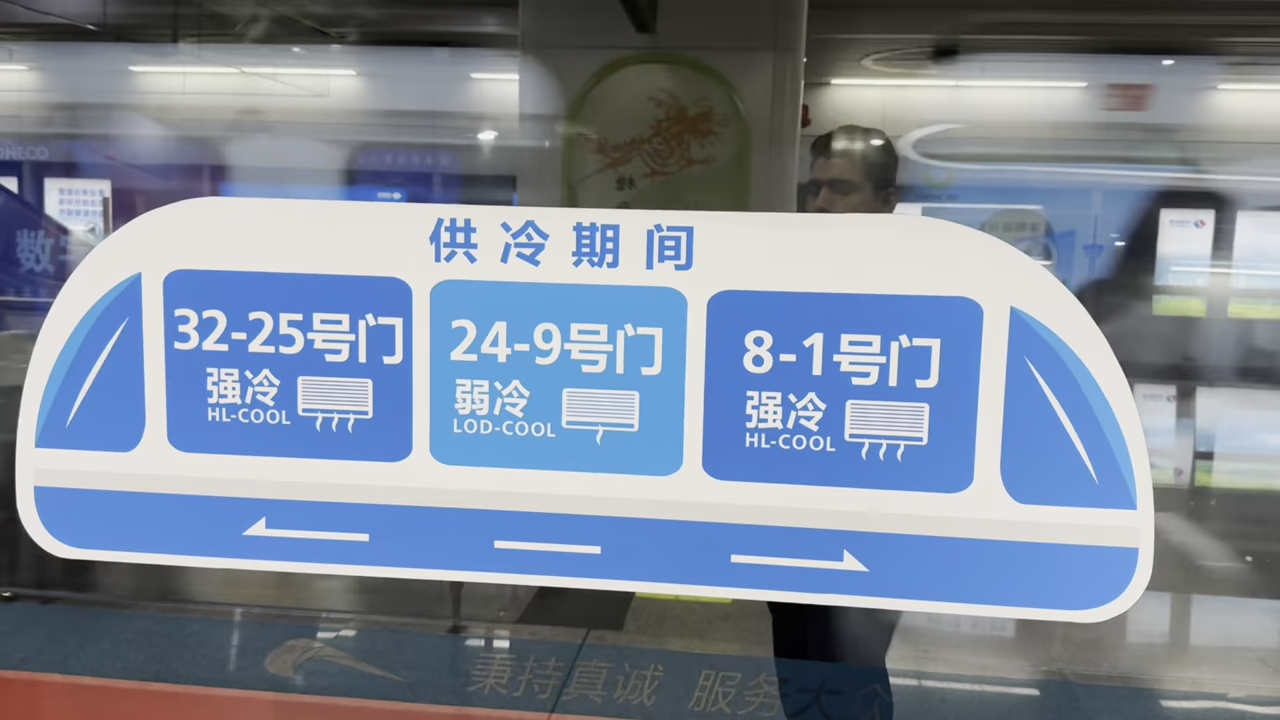 供冷期间
32-25号门
强冷
HL-COOL
24-9号门
弱冷
LOD-COOL
8-1号门
强冷
HL-COOL
秉持真诚 服务大